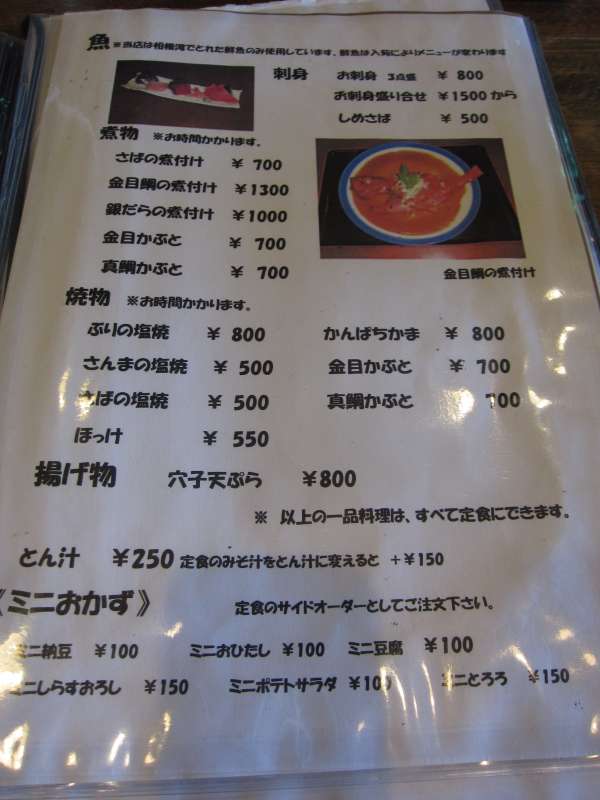 魚 ※当店は相模湾でとれた鮮魚のみ使用しています、鮮魚は入荷によりメニューが変わります
刺身 お刺身 3点盛 ¥ 800
お刺身盛り合せ ¥1500 から
しめさば ¥ 500
煮物 ※お時間かかります。
さばの煮付け ¥ 700
金目鯛の煮付け ¥1300
銀だらの煮付け ¥1000
金目かぶと ¥ 700
真鯛かぶと ¥ 700
金目鯛の煮付け
焼物 ※お時間かかります。
ぶりの塩焼 ¥ 800 かんぱちかま ¥ 800
さんまの塩焼 ¥ 500 金目かぶと ¥ 700
さばの塩焼 ¥ 500 真鯛かぶと 700
ほっけ ¥ 550
揚げ物 穴子天ぷら ¥800
※ 以上の一品料理は、すべて定食にできます。
とん汁 ¥250 定食のみそ汁をとん汁に変えると +¥150
《ミニおかず》 定食のサイドオーダーとしてご注文下さい。
ミニ納豆 ¥100 ミニおひたし ¥100 ミニ豆腐 ¥100
ミニしらすおろし ¥150 ミニポテトサラダ ¥100 ミニとろろ ¥150